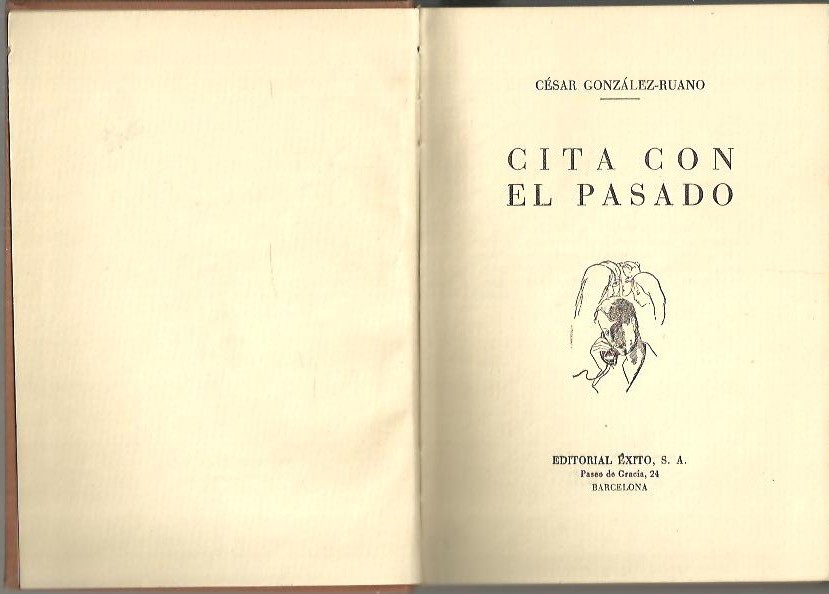 CÉSAR GONZÁLEZ-RUANO
CITA CON
EL PASADO
EDITORIAL ÉXITO, S. A.
Paseo de Gracia, 24
BARCELONA